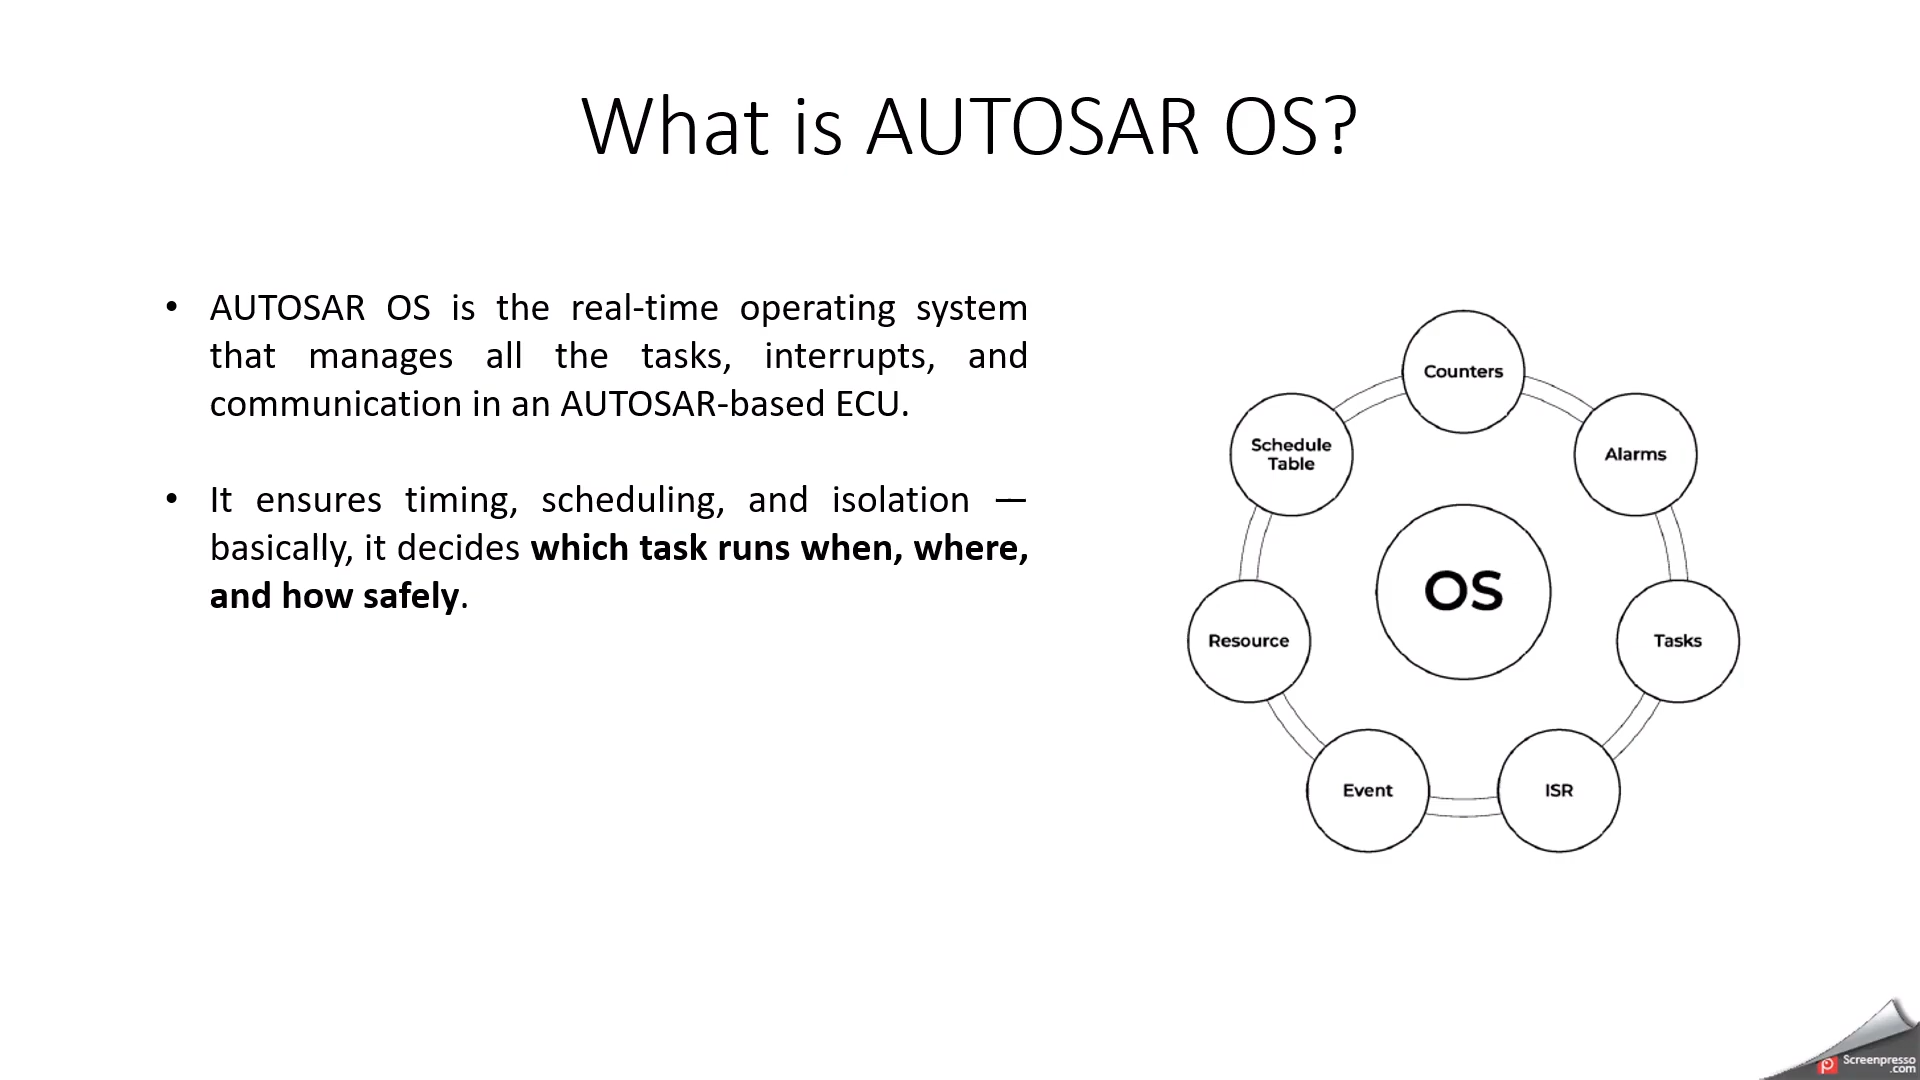 What is AUTOSAR OS?
• AUTOSAR OS is the real-time operating system
that manages all the tasks, interrupts, and
communication in an AUTOSAR-based ECU.
• It ensures timing, scheduling, and isolation —
basically, it decides which task runs when, where,
and how safely.
Counters
Alarms
Tasks
ISR
Event
Resource
Schedule
Table
OS
Screenpresso
.com